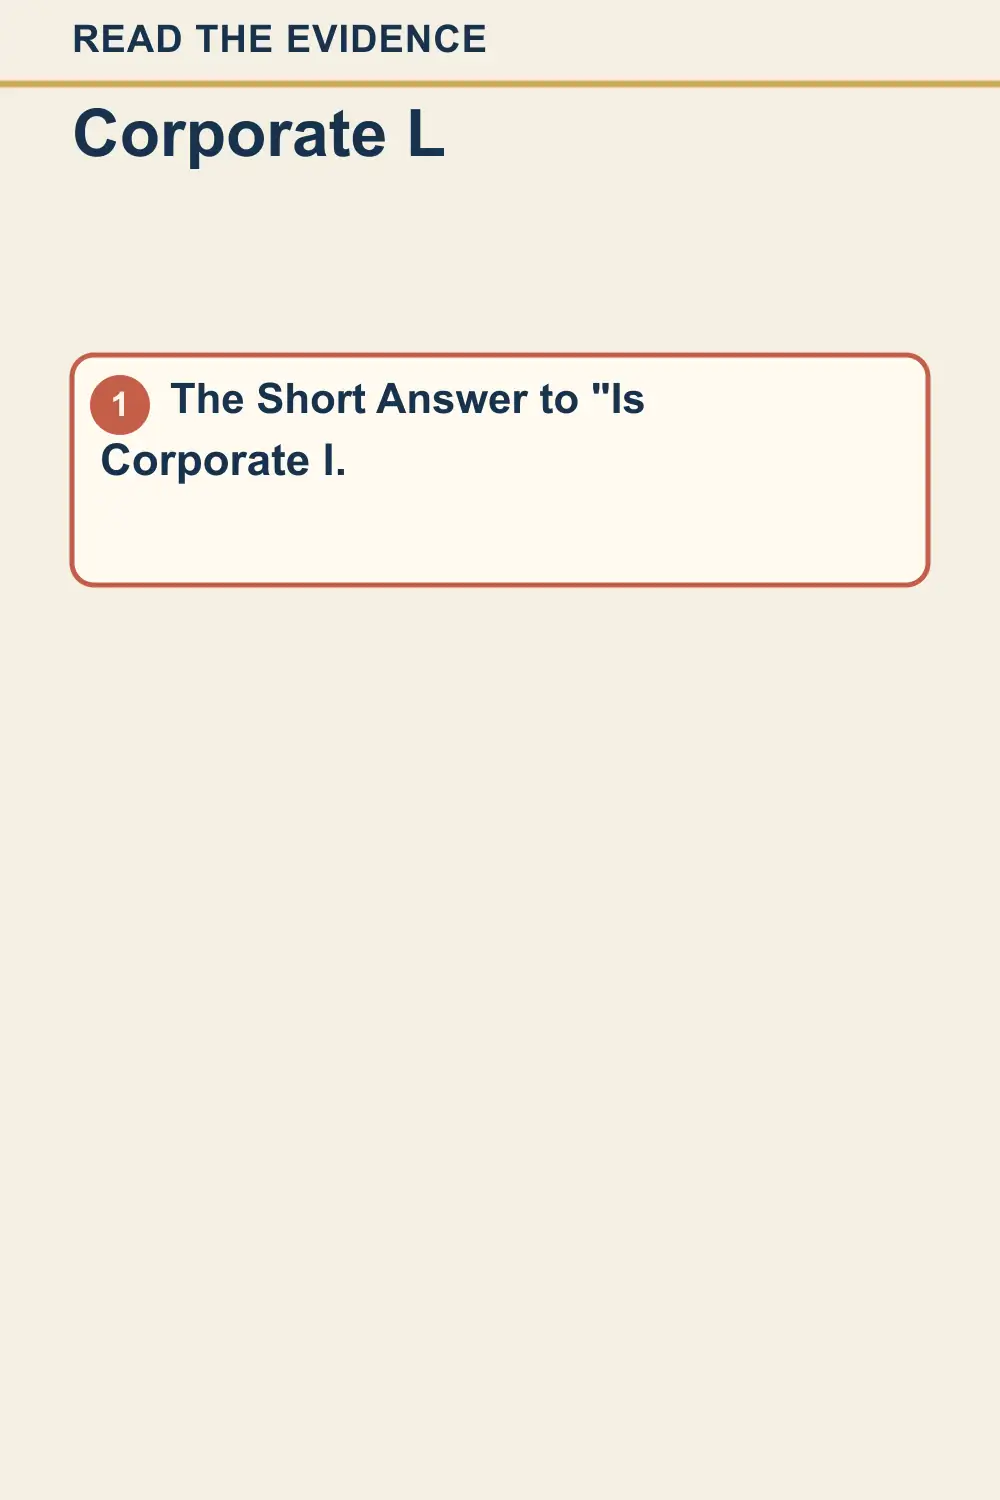 READ THE EVIDENCE
Corporate L
1 The Short Answer to "Is
Corporate l.